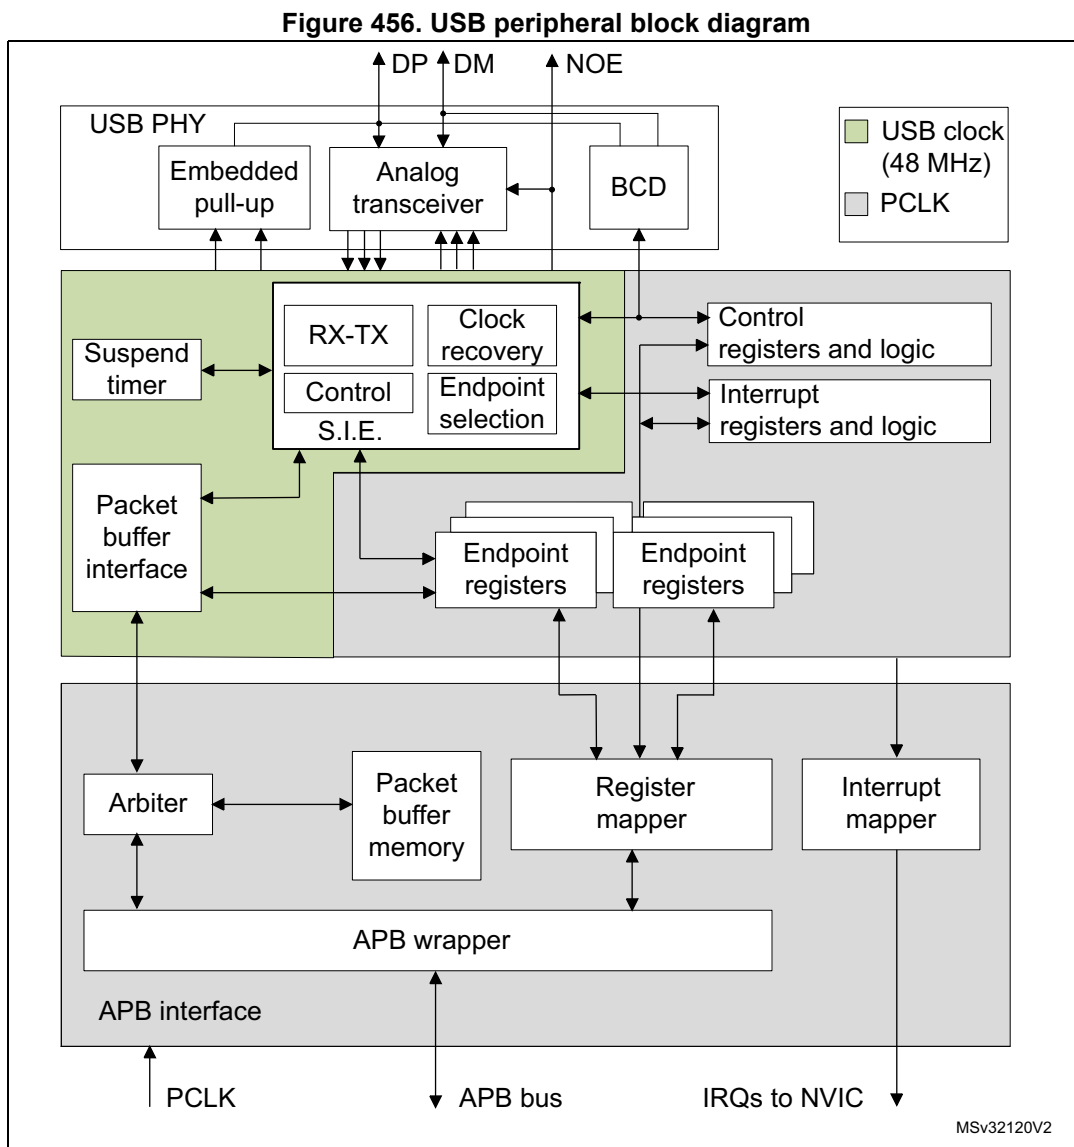 Figure 456. USB peripheral block diagram
DP
DM
NOE
USB PHY
Embedded
pull-up
Analog
transceiver
BCD
USB clock
(48 MHz)
PCLK
Suspend
timer
RX-TX
Clock
recovery
Control
Endpoint
selection
S.I.E.
Control
registers and logic
Interrupt
registers and logic
Packet
buffer
interface
Endpoint
registers
Endpoint
registers
Arbiter
Packet
buffer
memory
Register
mapper
Interrupt
mapper
APB wrapper
APB interface
PCLK
APB bus
IRQs to NVIC
MSv32120V2